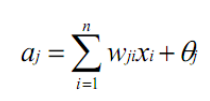 a_j = \sum_{i=1}^{n} w_{ji} x_i + \theta_j